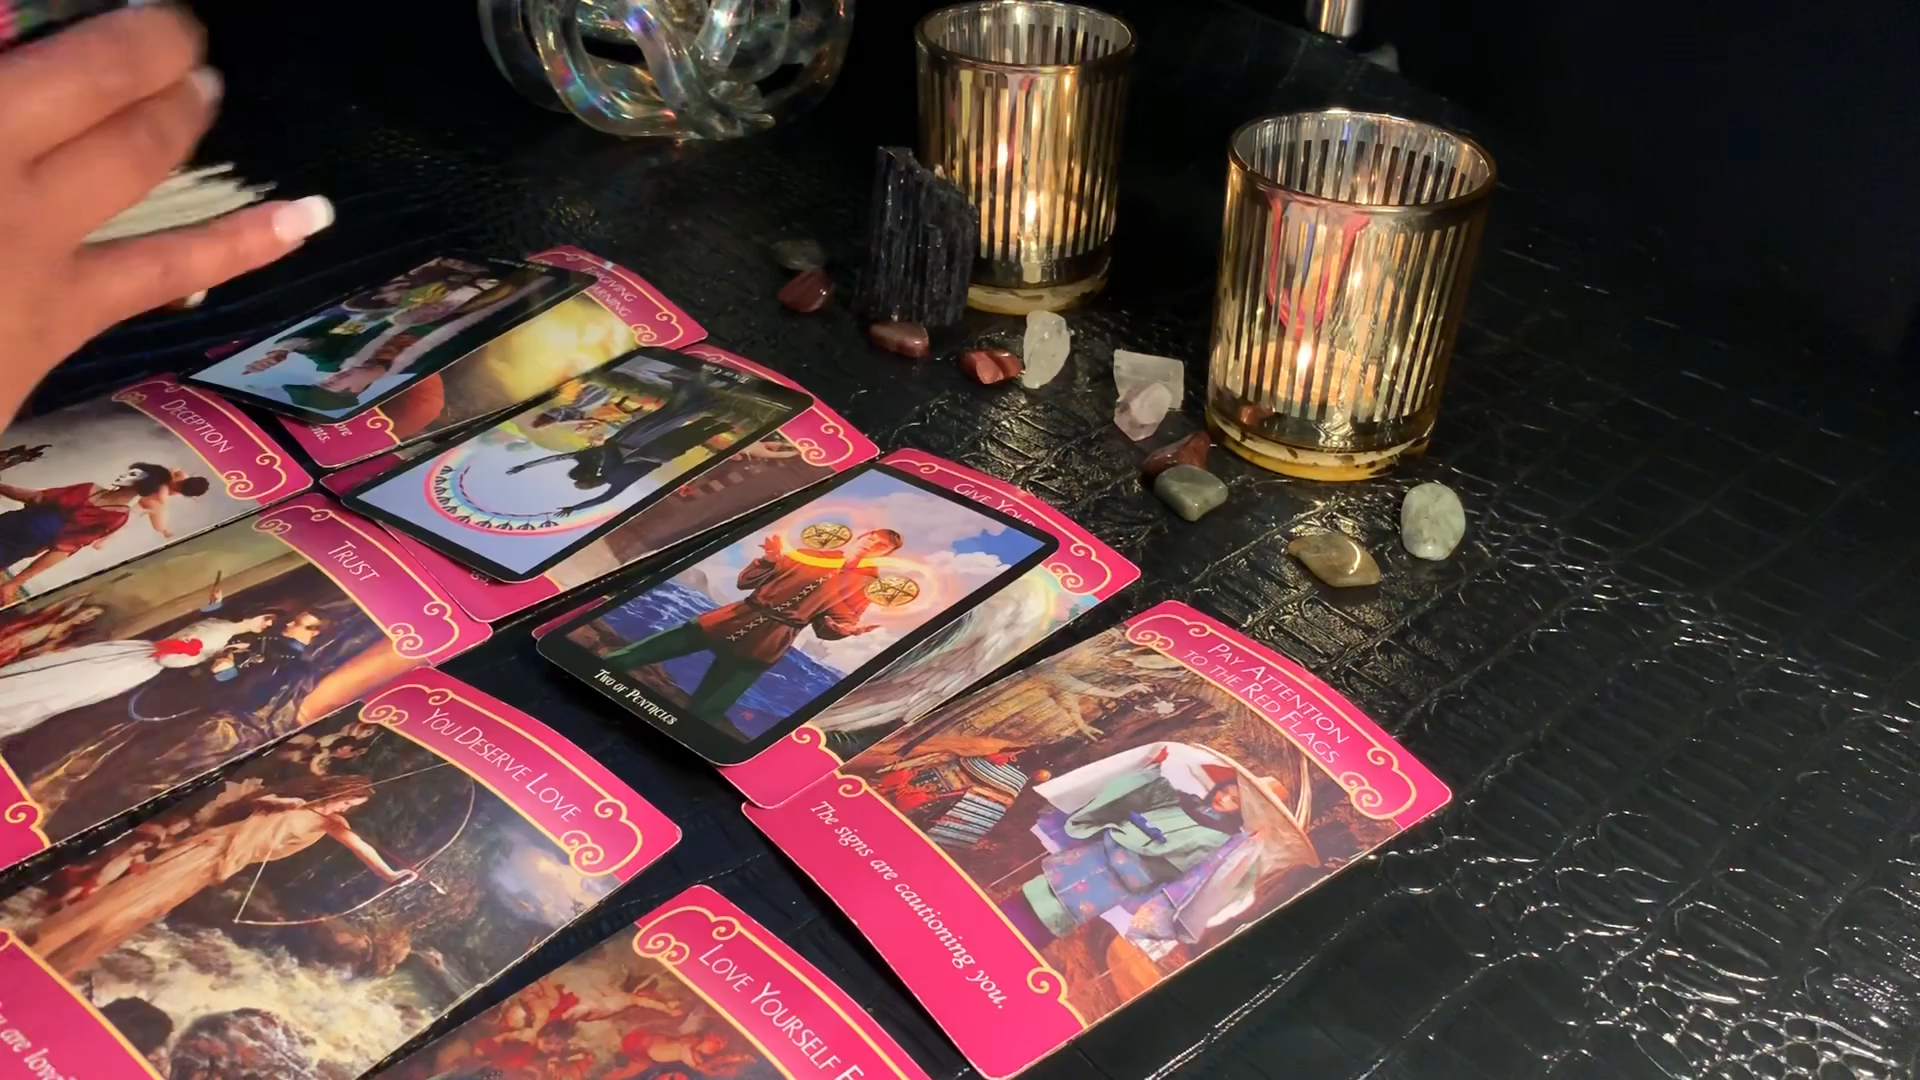 DECEPTION
TRUST
YOU DESERVE LOVE
LOVE YOURSELF
GIVE YOUR
TWO OF PENTACLES
PAY ATTENTION
TO THE RED FLAGS
The signs are cautioning you.